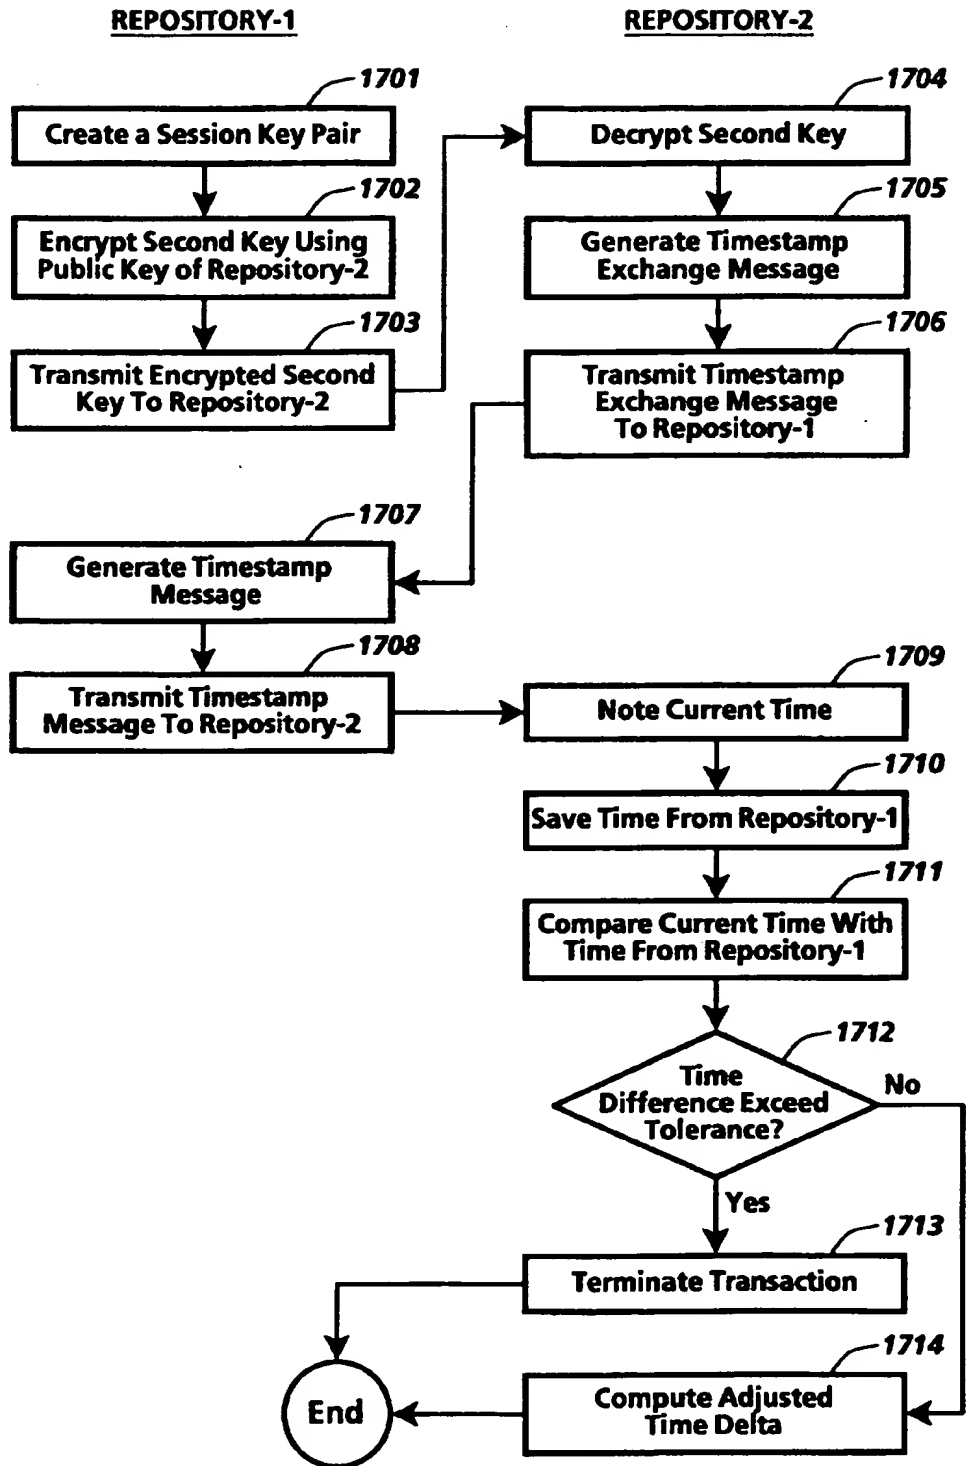 REPOSITORY-1
REPOSITORY-2
1701
Create a Session Key Pair
1702
Encrypt Second Key Using
Public Key of Repository-2
1703
Transmit Encrypted Second
Key To Repository-2
1704
Decrypt Second Key
1705
Generate Timestamp
Exchange Message
1706
Transmit Timestamp
Exchange Message
To Repository-1
1707
Generate Timestamp
Message
1708
Transmit Timestamp
Message To Repository-2
1709
Note Current Time
1710
Save Time From Repository-1
1711
Compare Current Time With
Time From Repository-1
1712
Time
Difference Exceed
Tolerance?
No
Yes
1713
Terminate Transaction
1714
Compute Adjusted
Time Delta
End